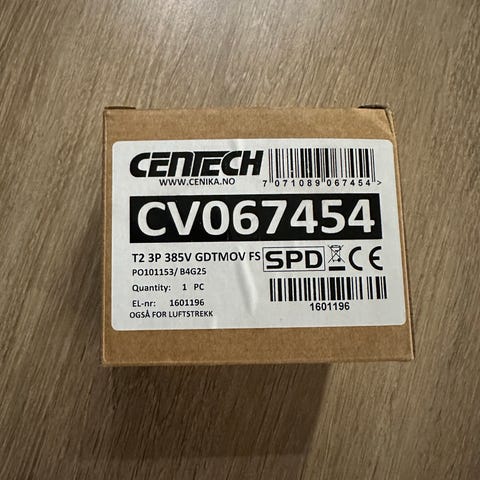 CENTECH
WWW.CENIKA.NO
7 071089 067454 >
CV067454
T2 3P 385V GDTMOV FS
SPD
CE
PO101153/ B4G25
Quantity: 1 PC
EL-nr: 1601196
1601196
OGSÅ FOR LUFTSTREKK